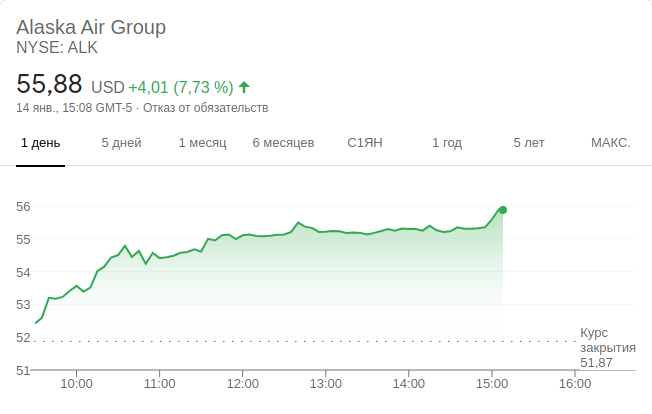 Alaska Air Group
NYSE: ALK
55,88 USD +4,01 (7,73 %)
14 янв., 15:08 GMT-5 · Отказ от обязательств
1 день 5 дней 1 месяц 6 месяцев С1ЯН 1 год 5 лет МАКС.
56
55
54
53
52
51
Курс
закрытия
51,87
10:00 11:00 12:00 13:00 14:00 15:00 16:00